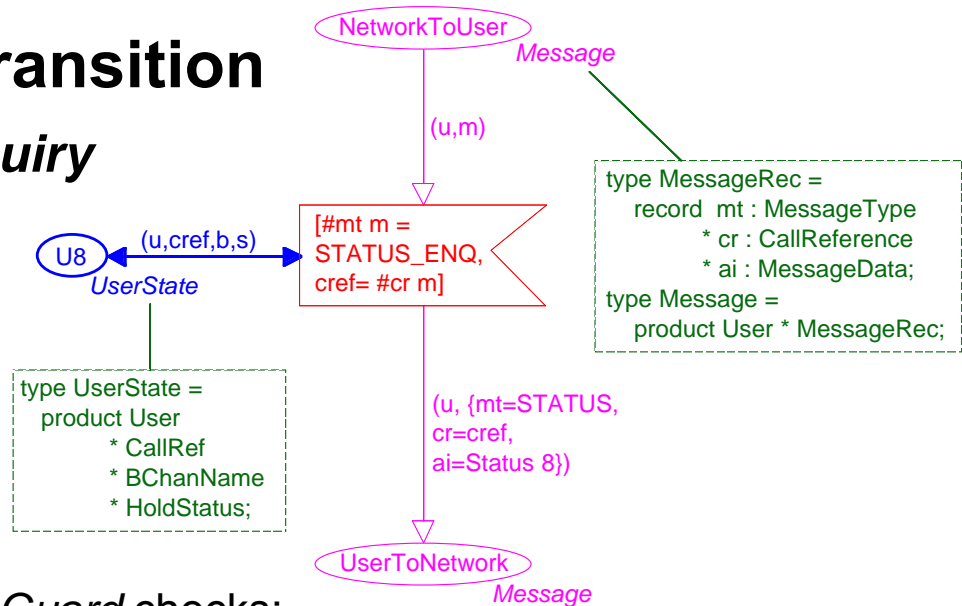 NetworkToUser
Message
ransition
uiry
(u,m)
type MessageRec =
record mt : MessageType
* cr : CallReference
* ai : MessageData;
type Message =
product User * MessageRec;
[#mt m =
STATUS_ENQ,
cref= #cr m]
(u,cref,b,s)
U8
UserState
type UserState =
product User
* CallRef
* BChanName
* HoldStatus;
(u, {mt=STATUS,
cr=cref,
ai=Status 8})
UserToNetwork
Message
Guard checks: